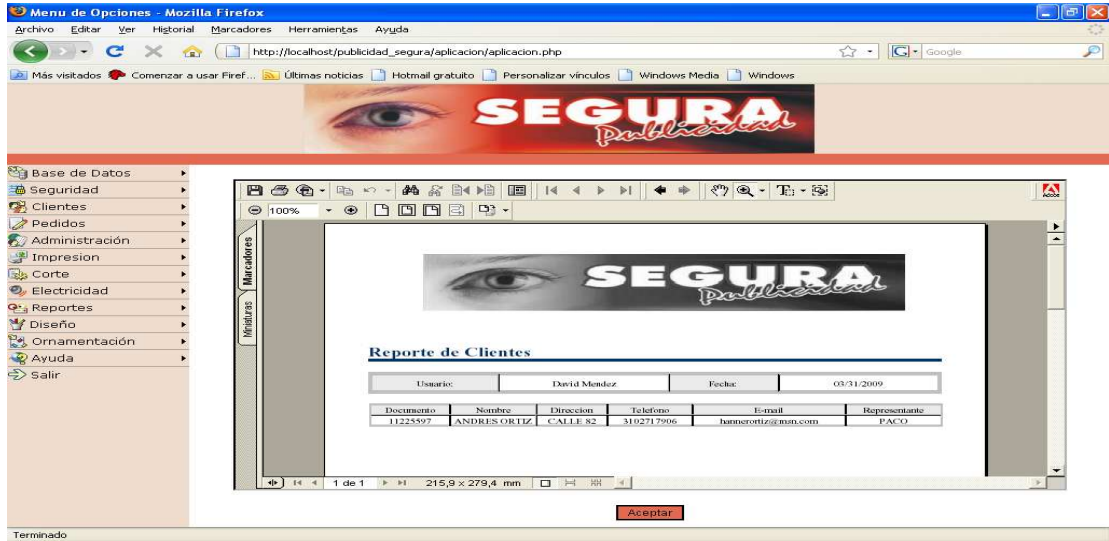 Menu de Opciones - Mozilla Firefox
Archivo Editar Ver Historial Marcadores Herramientas Ayuda
http://localhost/publicidad_segura/aplicacion/aplicacion.php Google
Más visitados Comenzar a usar Firef... Últimas noticias Hotmail gratuito Personalizar vínculos Windows Media Windows
SEGURA
Publicidad
Base de Datos
Seguridad
Clientes
Pedidos
Administración
Impresion
Corte
Electricidad
Reportes
Diseño
Ornamentación
Ayuda
Salir
Adobe
100%
Marcadores
Miniaturas
SEGURA
Publicidad
Reporte de Clientes
Usuario: David Mendez Fecha: 03/31/2009
Documento Nombre Direccion Telefono E-mail Representante
11225597 ANDRES ORTIZ CALLE 82 3102717906 hannerortiz@msn.com PACO
1 de 1 215,9 x 279,4 mm
Aceptar
Terminado